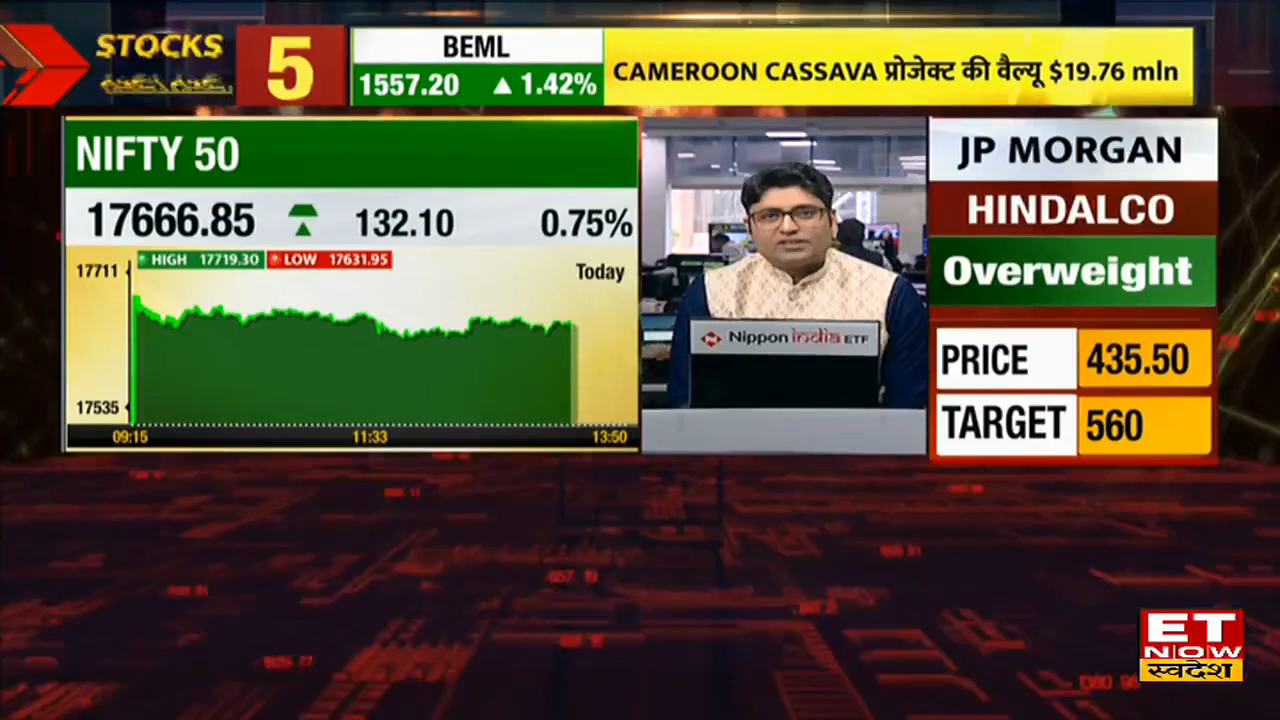 STOCKS
5
BEML
1557.20 ▲ 1.42%
CAMEROON CASSAVA प्रोजेक्ट की वैल्यू $19.76 mln
NIFTY 50
17666.85 132.10 0.75%
HIGH 17719.30 LOW 17631.95
Today
17711
17535
09:15 11:33 13:50
Nippon india ETF
JP MORGAN
HINDALCO
Overweight
PRICE 435.50
TARGET 560
ET
NOW
स्वदेश